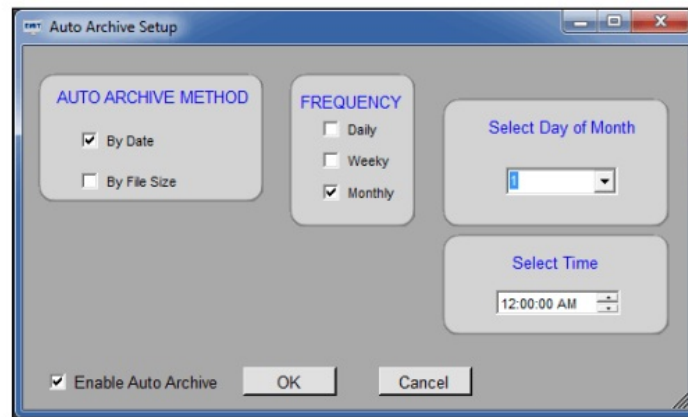 Auto Archive Setup
AUTO ARCHIVE METHOD
By Date
By File Size
FREQUENCY
Daily
Weeky
Monthly
Select Day of Month
1
Select Time
12:00:00 AM
Enable Auto Archive
OK
Cancel